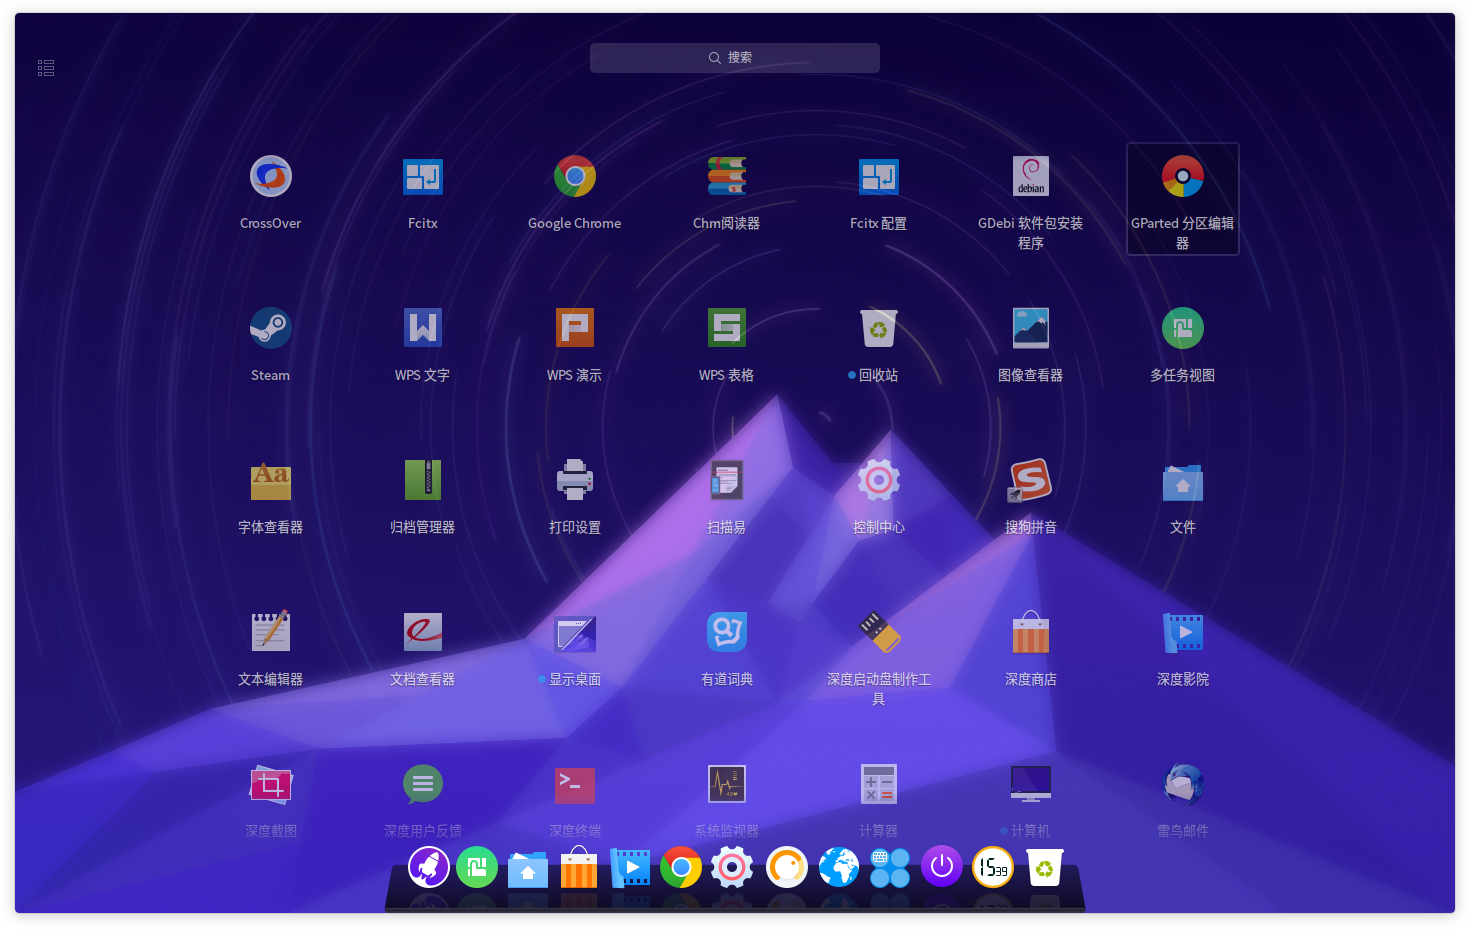 搜索
CrossOver
Fcitx
Google Chrome
Chm阅读器
Fcitx 配置
GDebi 软件包安装
程序
debian
GParted 分区编辑
器
Steam
WPS 文字
WPS 演示
WPS 表格
回收站
图像查看器
多任务视图
Aa
字体查看器
归档管理器
打印设置
扫描易
控制中心
搜狗拼音
文件
文本编辑器
文档查看器
显示桌面
有道词典
深度启动盘制作工
具
深度商店
深度影院
深度截图
深度用户反馈
深度终端
系统监视器
计算器
计算机
雷鸟邮件
1539